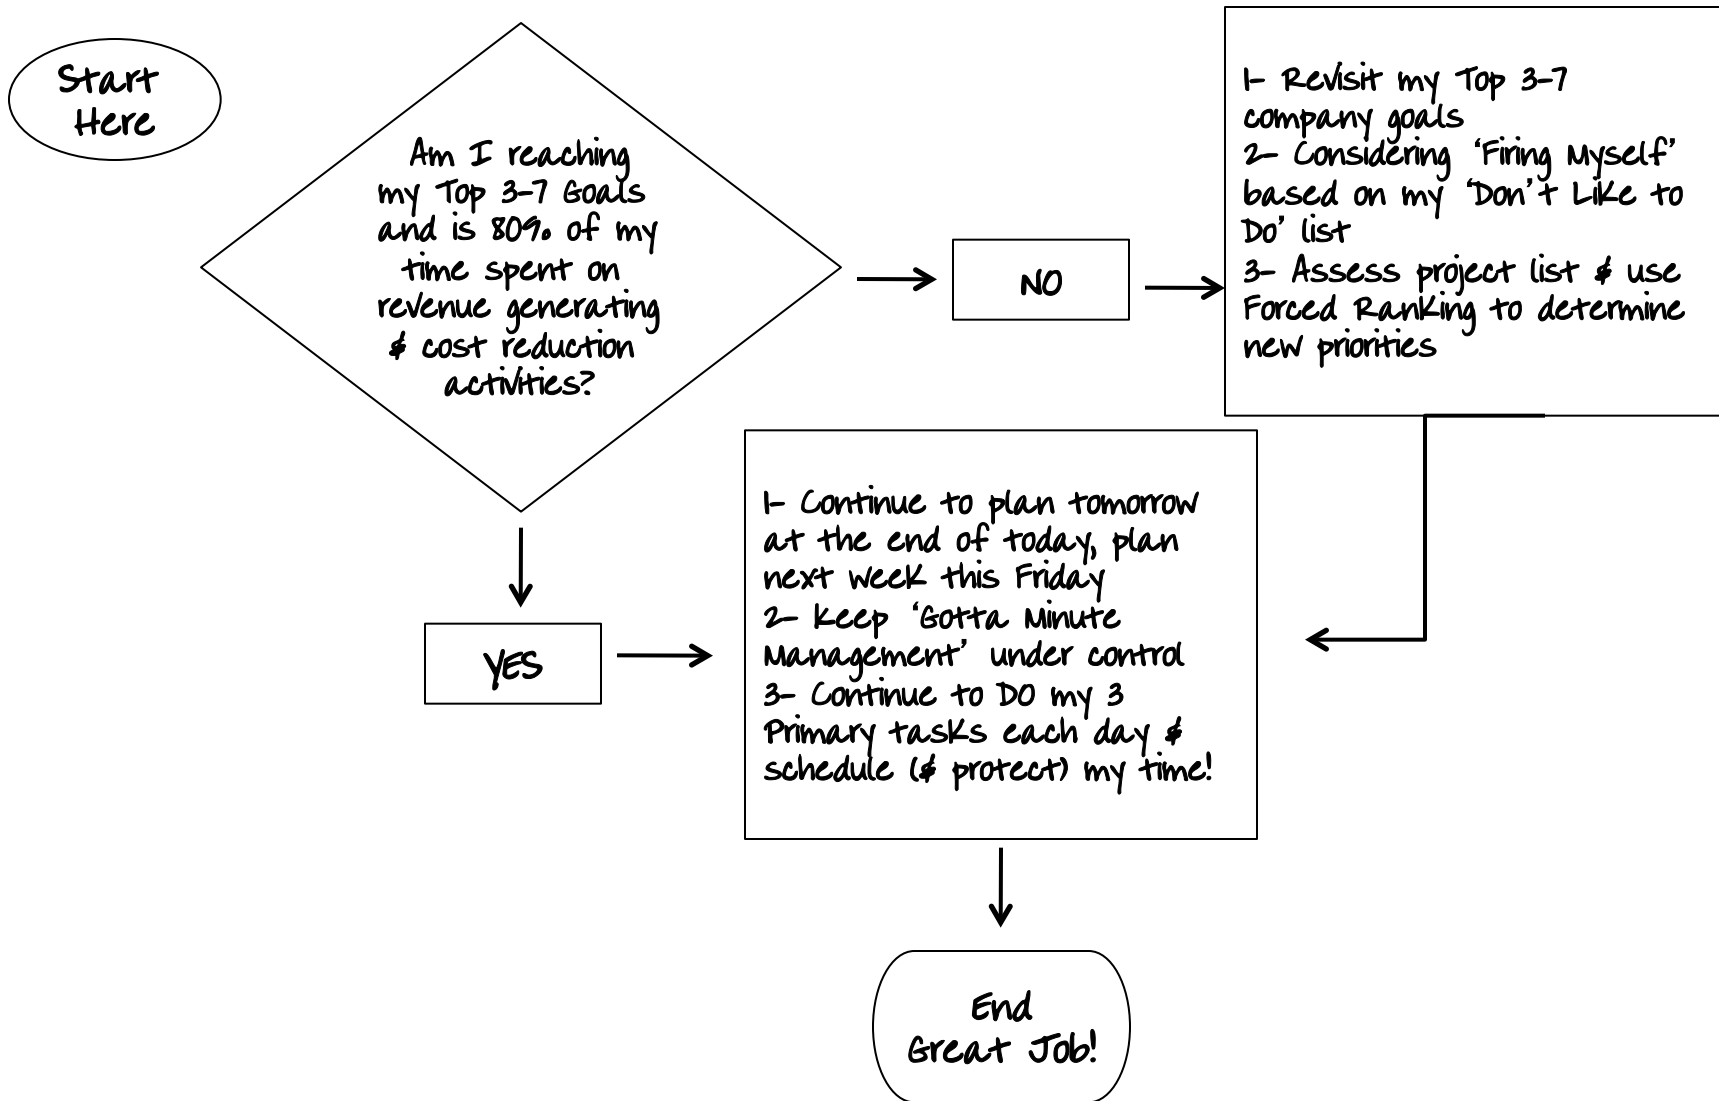 Start
Here
Am I reaching
my Top 3-7 Goals
and is 80% of my
time spent on
revenue generating
& cost reduction
activities?
NO
1- Revisit my Top 3-7
company goals
2- Considering 'Firing Myself'
based on my 'Don't Like to
Do' list
3- Assess project list & use
Forced Ranking to determine
new priorities
YES
1- Continue to plan tomorrow
at the end of today, plan
next week this Friday
2- Keep 'Gotta Minute
Management' under control
3- Continue to DO my 3
Primary tasks each day &
schedule (& protect) my time!
End
Great Job!